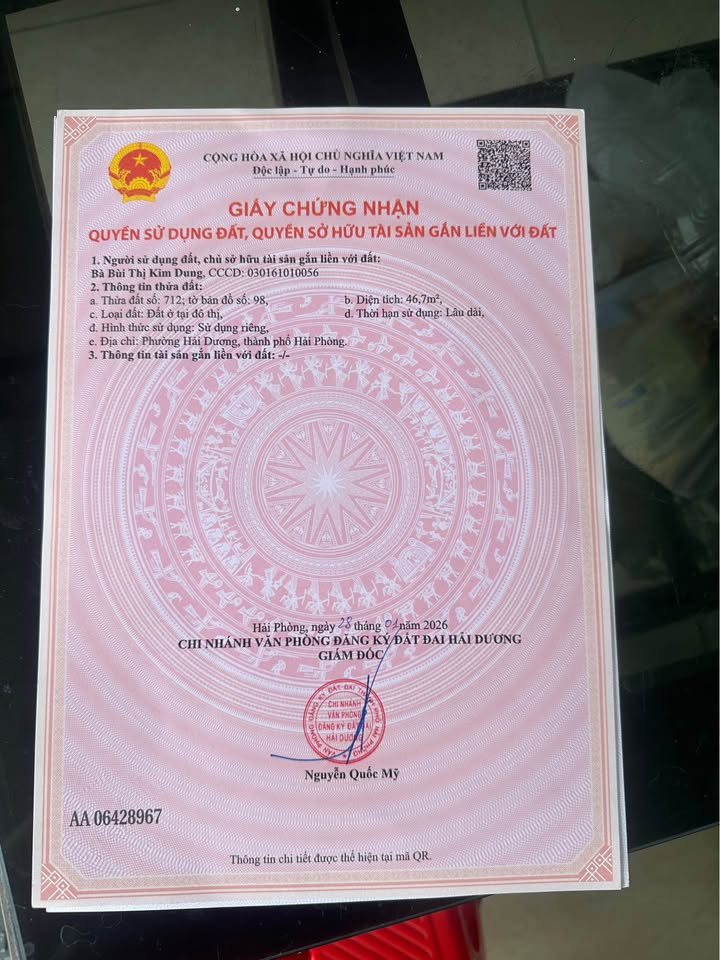 CỘNG HÒA XÃ HỘI CHỦ NGHĨA VIỆT NAM
Độc lập - Tự do - Hạnh phúc
GIẤY CHỨNG NHẬN
QUYỀN SỬ DỤNG ĐẤT, QUYỀN SỞ HỮU TÀI SẢN GẮN LIỀN VỚI ĐẤT
1. Người sử dụng đất, chủ sở hữu tài sản gắn liền với đất:
Bà Bùi Thị Kim Dung, CCCD: 030161010056
2. Thông tin thửa đất:
a. Thửa đất số: 712; tờ bản đồ số: 98, b. Diện tích: 46,7m²,
c. Loại đất: Đất ở tại đô thị, d. Thời hạn sử dụng: Lâu dài,
đ. Hình thức sử dụng: Sử dụng riêng,
e. Địa chỉ: Phường Hải Dương, thành phố Hải Phòng.
3. Thông tin tài sản gắn liền với đất: -/-
Hải Phòng, ngày 28 tháng 01 năm 2026
CHI NHÁNH VĂN PHÒNG ĐĂNG KÝ ĐẤT ĐAI HẢI DƯƠNG
GIÁM ĐỐC
CHI NHÁNH
VĂN PHÒNG
ĐĂNG KÝ ĐẤT ĐAI
HẢI DƯƠNG
Nguyễn Quốc Mỹ
AA 06428967
Thông tin chi tiết được thể hiện tại mã QR.